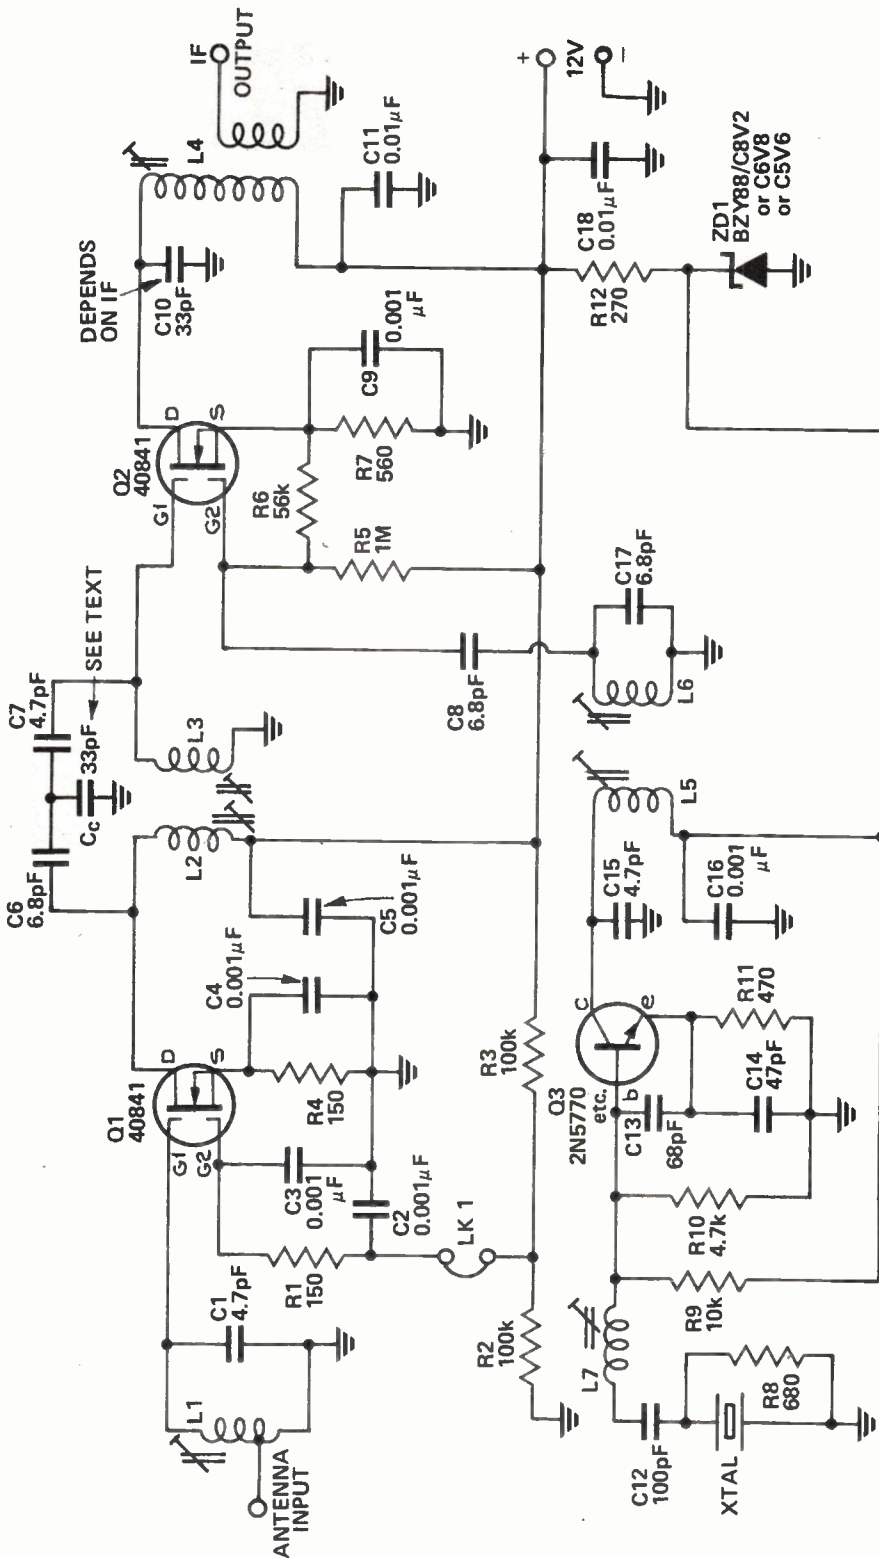 ANTENNA
INPUT
L1
C1
4.7pF
R1
150
G1
G2
Q1
40841
D
S
C3
0.001
µF
C2
0.001µF
R4
150
C4
0.001µF
C5
0.001µF
LK 1
R2
100k
R3
100k
C6
6.8pF
Cc
33pF
SEE TEXT
C7
4.7pF
L2
L3
G1
G2
Q2
40841
D
S
R6
56k
R5
1M
R7
560
C9
0.001
µF
DEPENDS
ON IF
C10
33pF
L4
IF
OUTPUT
C11
0.01µF
+
12V
–
C18
0.01µF
R12
270
ZD1
BZY88/C8V2
or C6V8
or C5V6
C8
6.8pF
C17
6.8pF
L6
L5
C15
4.7pF
C16
0.001
µF
Q3
2N5770
etc.
c
b
e
C13
68pF
C14
47pF
R11
470
R10
4.7k
R9
10k
L7
C12
100pF
XTAL
R8
680